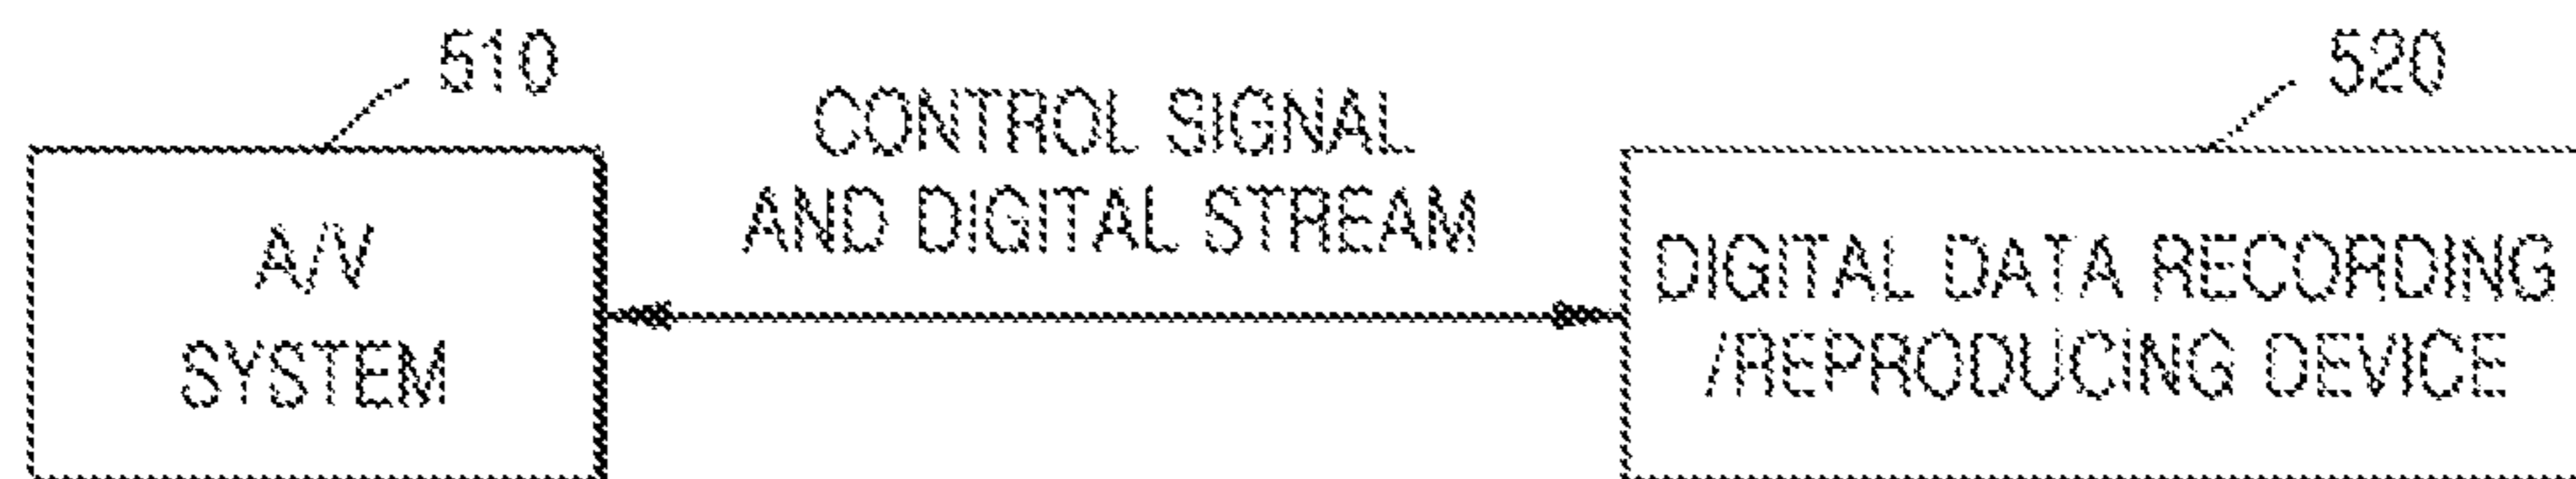 510
520
CONTROL SIGNAL
AND DIGITAL STREAM
A/V
SYSTEM
DIGITAL DATA RECORDING
/REPRODUCING DEVICE